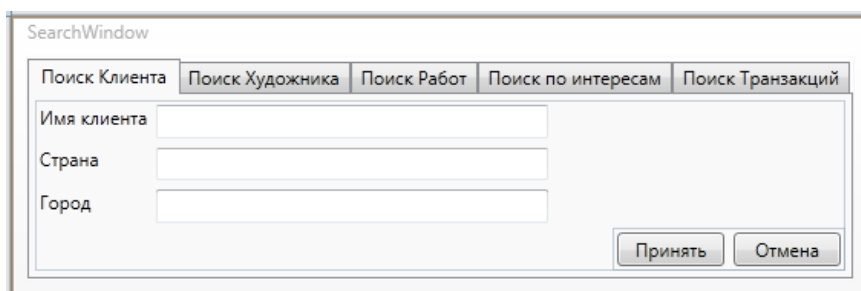 SearchWindow
Поиск Клиента Поиск Художника Поиск Работ Поиск по интересам Поиск Транзакций
Имя клиента
Страна
Город
Принять Отмена